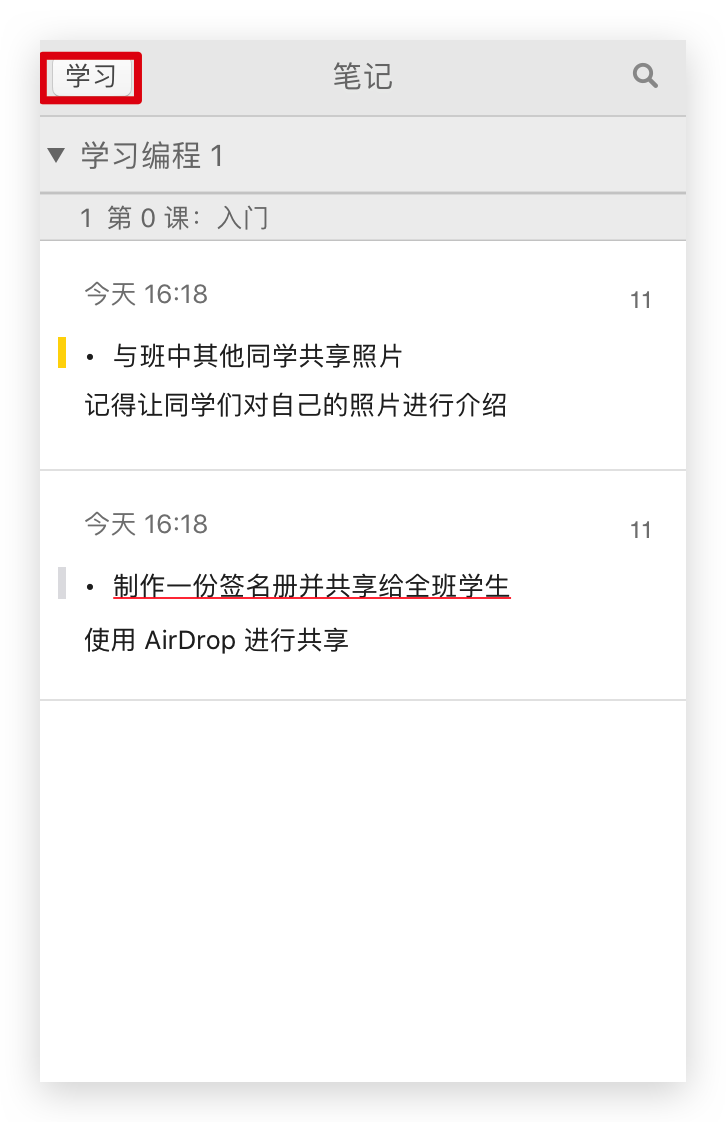 学习 笔记
学习编程 1
1 第 0 课：入门
今天 16:18 11
• 与班中其他同学共享照片
记得让同学们对自己的照片进行介绍
今天 16:18 11
• 制作一份签名册并共享给全班学生
使用 AirDrop 进行共享